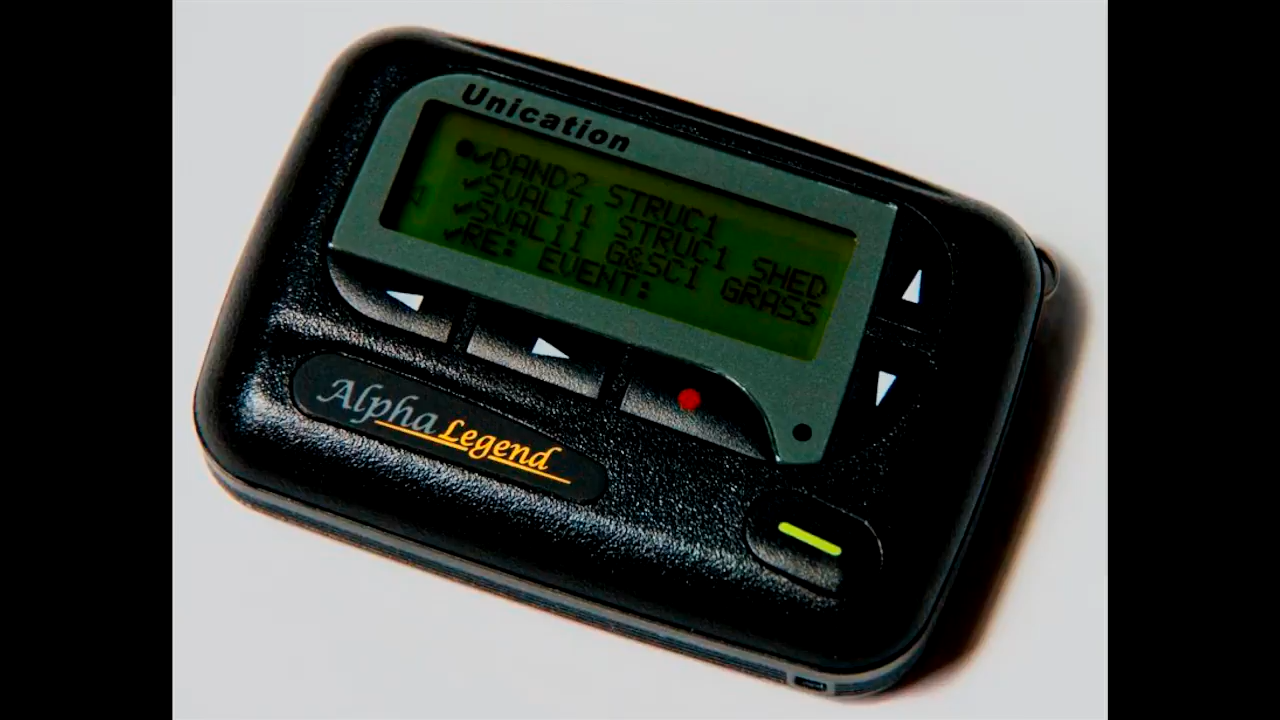 Unication
✓DAND2 STRUC1
✓SVAL11 STRUC1 SHED
✓SVAL11 G&SC1 GRASS
✓RE: EVENT:
Alpha Legend